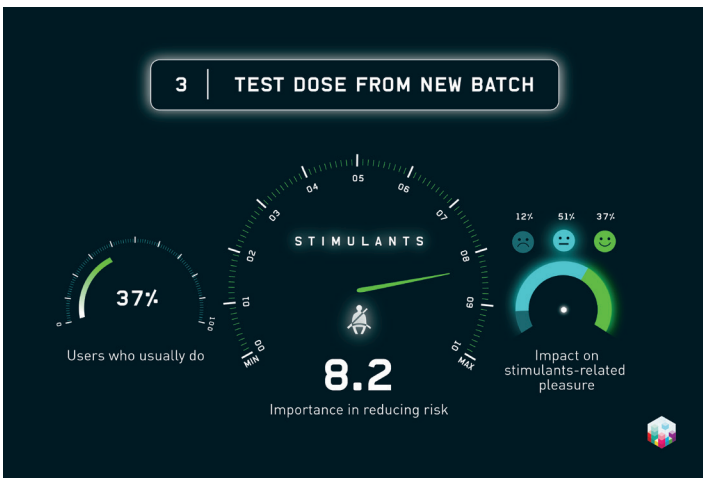 3 | TEST DOSE FROM NEW BATCH
STIMULANTS
MIN
00
01
02
03
04
05
06
07
08
09
10
MAX
8.2
Importance in reducing risk
0
37%
100
Users who usually do
12% 51% 37%
Impact on
stimulants-related
pleasure